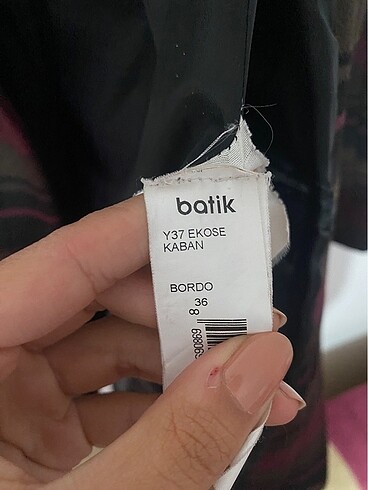 batik
Y37 EKOSE
KABAN
BORDO
36
8